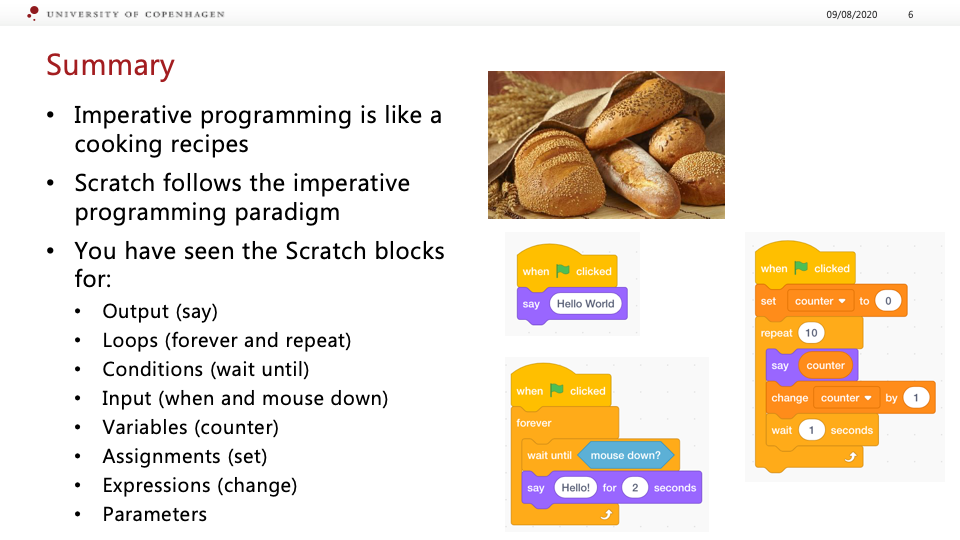 UNIVERSITY OF COPENHAGEN
09/08/2020 6
Summary
• Imperative programming is like a
cooking recipes
• Scratch follows the imperative
programming paradigm
• You have seen the Scratch blocks
for:
• Output (say)
• Loops (forever and repeat)
• Conditions (wait until)
• Input (when and mouse down)
• Variables (counter)
• Assignments (set)
• Expressions (change)
• Parameters
when clicked
say Hello World
when clicked
forever
wait until mouse down?
say Hello! for 2 seconds
when clicked
set counter to 0
repeat 10
say counter
change counter by 1
wait 1 seconds